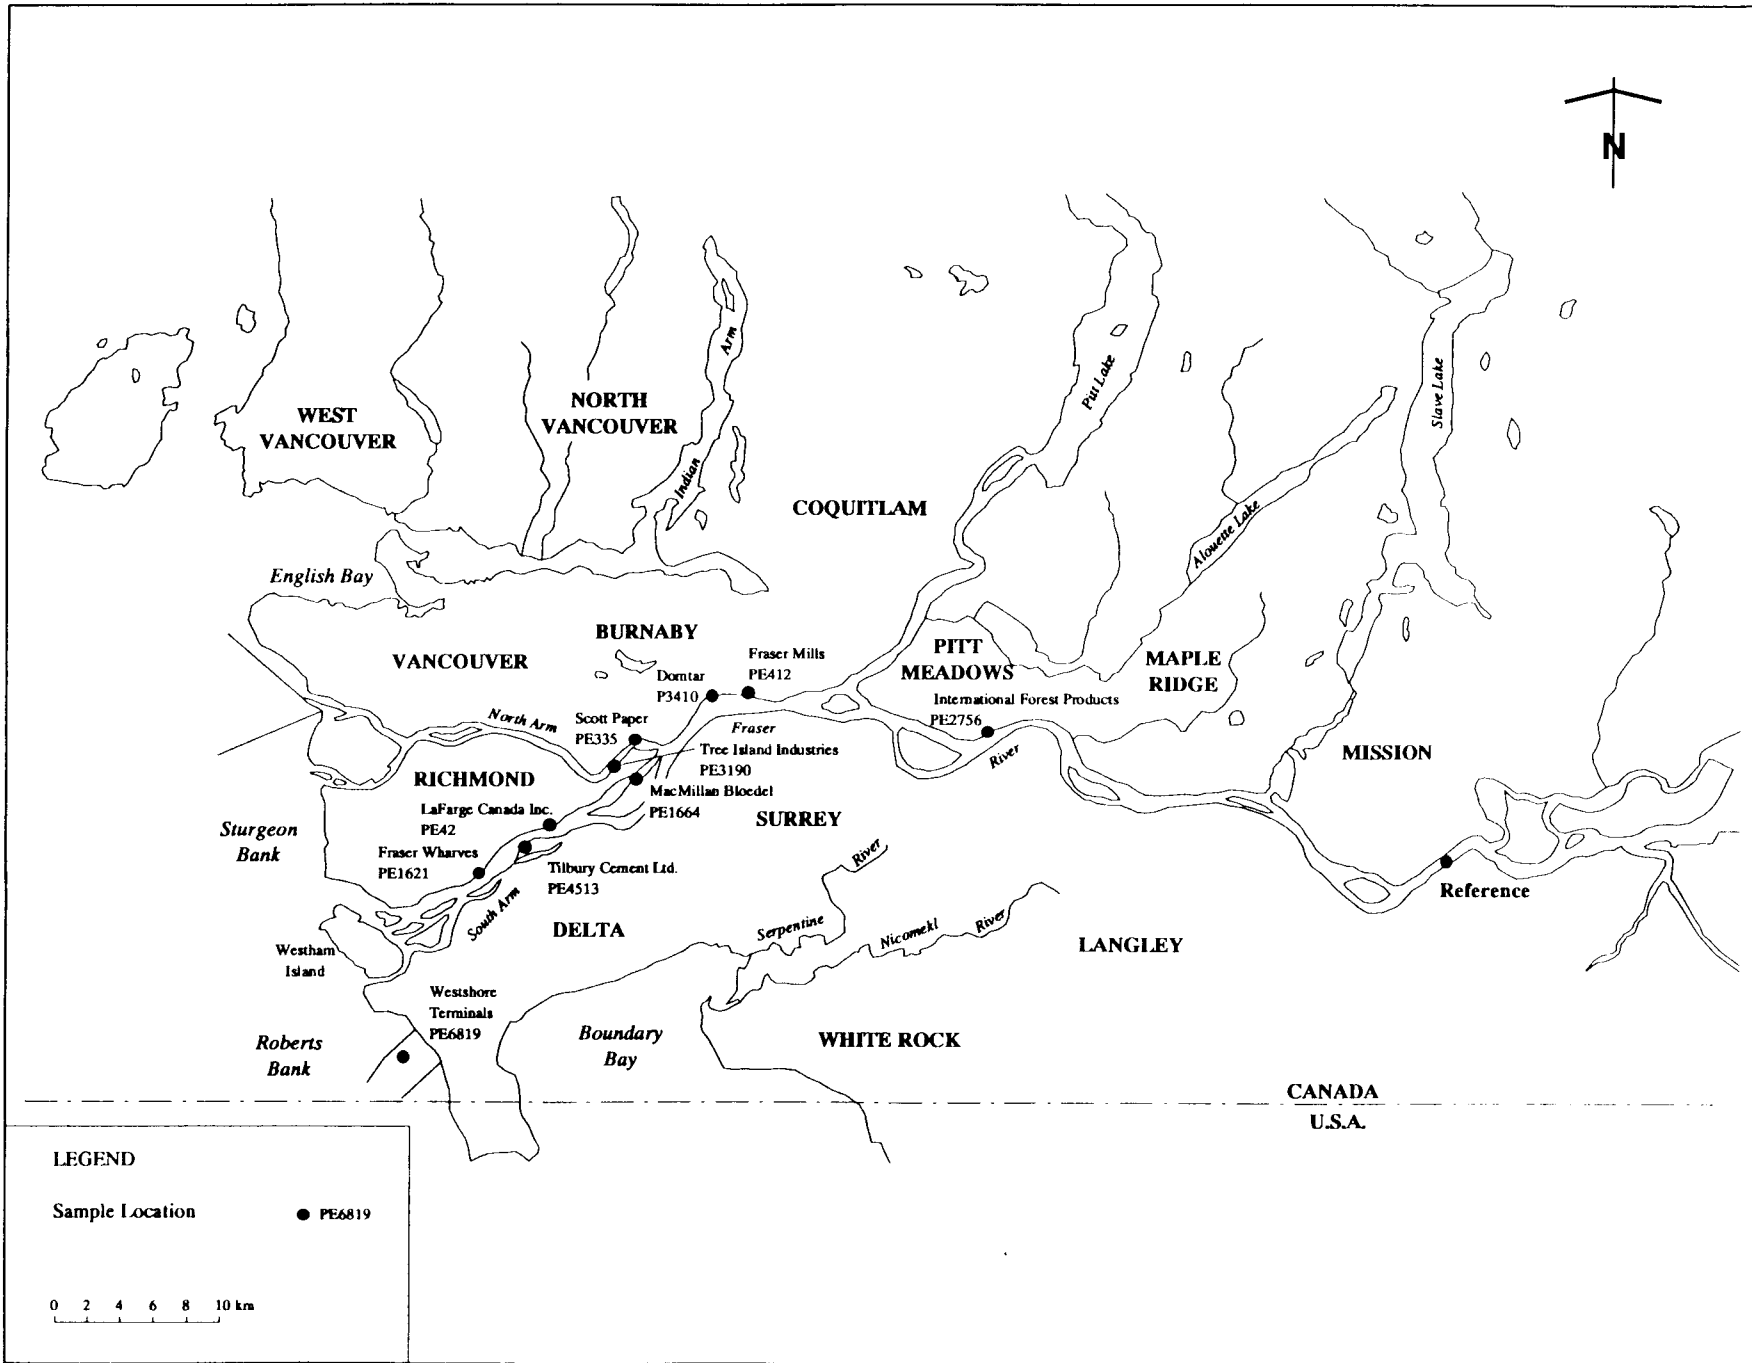 N
WEST
VANCOUVER
NORTH
VANCOUVER
Indian
Arm
Pitt Lake
Slave Lake
COQUITLAM
Alouette Lake
English Bay
BURNABY
VANCOUVER
Fraser Mills
PE412
Domtar
P3410
PITT
MEADOWS
MAPLE
RIDGE
International Forest Products
PE2756
North Arm
Scott Paper
PE335
Fraser
River
Tree Island Industries
PE3190
MISSION
RICHMOND
MacMillan Bloedel
PE1664
LaFarge Canada Inc.
PE42
SURREY
Sturgeon
Bank
Fraser Wharves
PE1621
Tilbury Cement Ltd.
PE4513
River
Reference
South Arm
DELTA
Serpentine
Nicomekl
River
LANGLEY
Westham
Island
Westshore
Terminals
PE6819
Roberts
Bank
Boundary
Bay
WHITE ROCK
CANADA
U.S.A.
LEGEND
Sample Location
PE6819
0 2 4 6 8 10 km